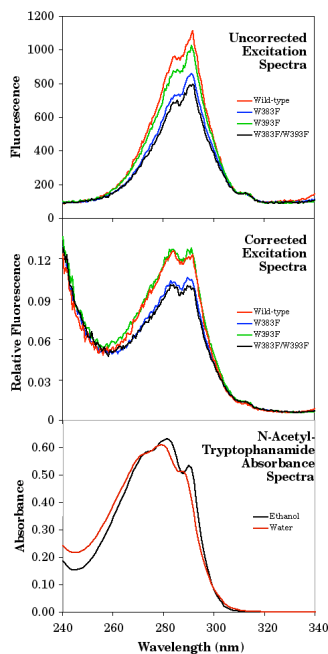 1200
1000
800
600
400
200
0
Fluorescence
Uncorrected
Excitation
Spectra
Wild-type
W383F
W393F
W383F/W393F
0.12
0.09
0.06
0.03
0
Relative Fluorescence
Corrected
Excitation
Spectra
Wild-type
W383F
W393F
W383F/W393F
0.60
0.50
0.40
0.30
0.20
0.10
0.00
Absorbance
N-Acetyl-
Tryptophanamide
Absorbance
Spectra
Ethanol
Water
240 260 280 300 320 340
Wavelength (nm)